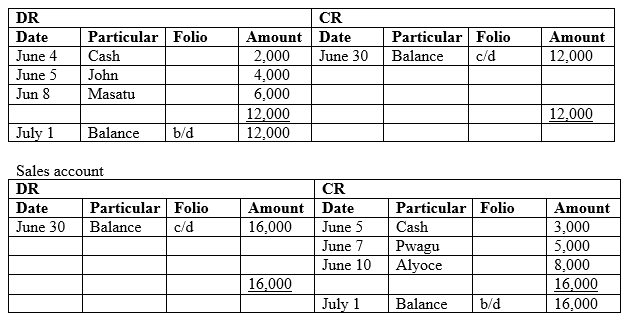 DR CR
Date Particular Folio Amount Date Particular Folio Amount
June 4 Cash 2,000 June 30 Balance c/d 12,000
June 5 John 4,000
Jun 8 Masatu 6,000
12,000 12,000
July 1 Balance b/d 12,000
Sales account
DR CR
Date Particular Folio Amount Date Particular Folio Amount
June 30 Balance c/d 16,000 June 5 Cash 3,000
June 7 Pwagu 5,000
June 10 Alyoce 8,000
16,000 16,000
July 1 Balance b/d 16,000